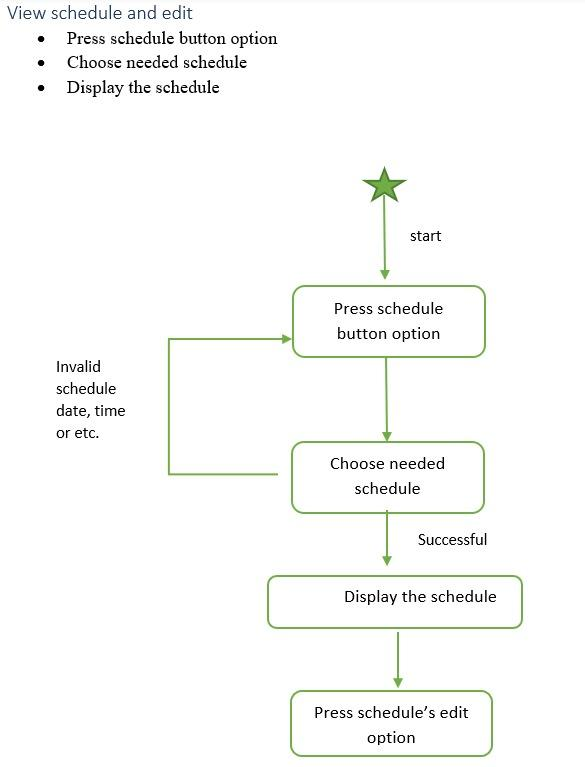 View schedule and edit
• Press schedule button option
• Choose needed schedule
• Display the schedule
start
Press schedule
button option
Invalid
schedule
date, time
or etc.
Choose needed
schedule
Successful
Display the schedule
Press schedule’s edit
option